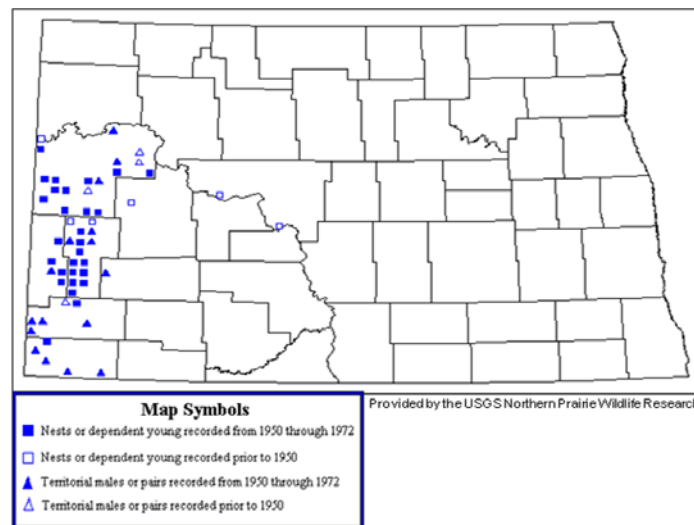 Provided by the USGS Northern Prairie Wildlife Research
Map Symbols
Nests or dependent young recorded from 1950 through 1972
Nests or dependent young recorded prior to 1950
Territorial males or pairs recorded from 1950 through 1972
Territorial males or pairs recorded prior to 1950